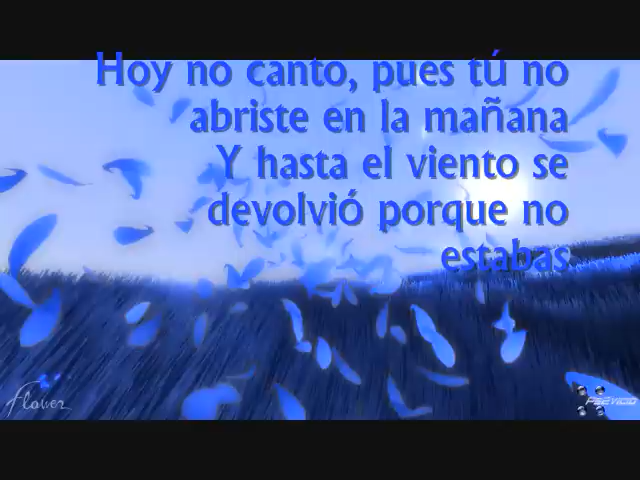 Hoy no canto, pues tú no
abriste en la mañana
Y hasta el viento se
devolvió porque no
estabas
Flower